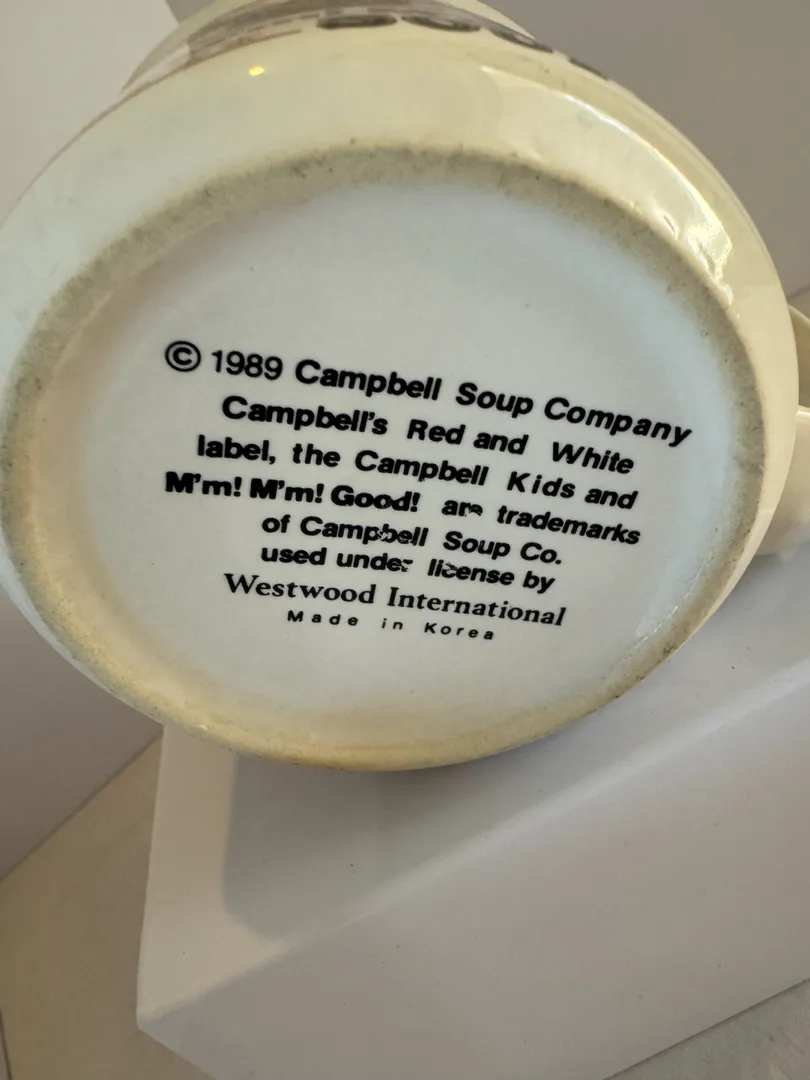 © 1989 Campbell Soup Company
Campbell's Red and White
label, the Campbell Kids and
M'm! M'm! Good! are trademarks
of Campbell Soup Co.
used under license by
Westwood International
Made in Korea